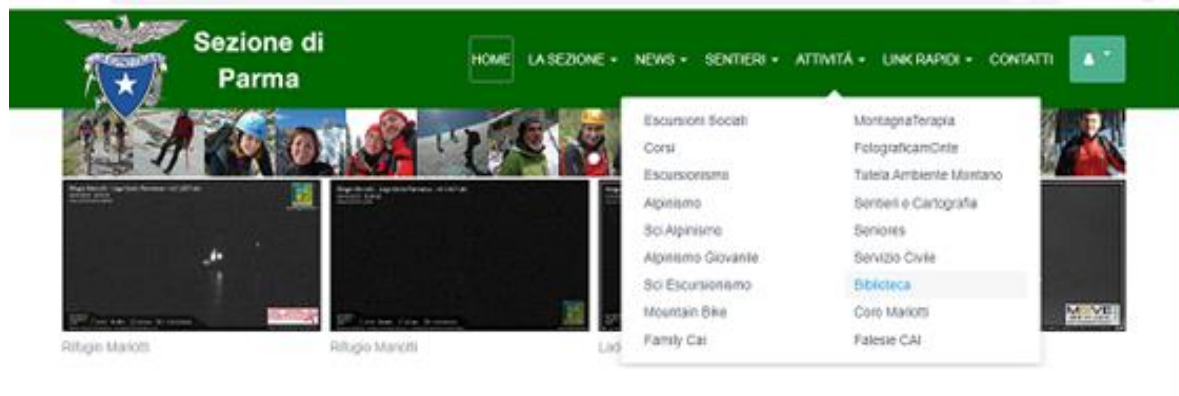 Sezione di
Parma
HOME LA SEZIONE NEWS SENTIERI ATTIVITÁ LINK RAPIDI CONTATTI
Escursioni Sociali
Corsi
Escursionismo
Alpinismo
Sci Alpinismo
Alpinismo Giovanile
Sci Escursionismo
Mountain Bike
Family Cai
MontagnaTerapia
FotograficamOnte
Tutela Ambiente Montano
Sentieri e Cartografia
Seniores
Servizio Civile
Biblioteca
Coro Mariotti
Falesie CAI
Rifugio Mariotti
Rifugio Mariotti